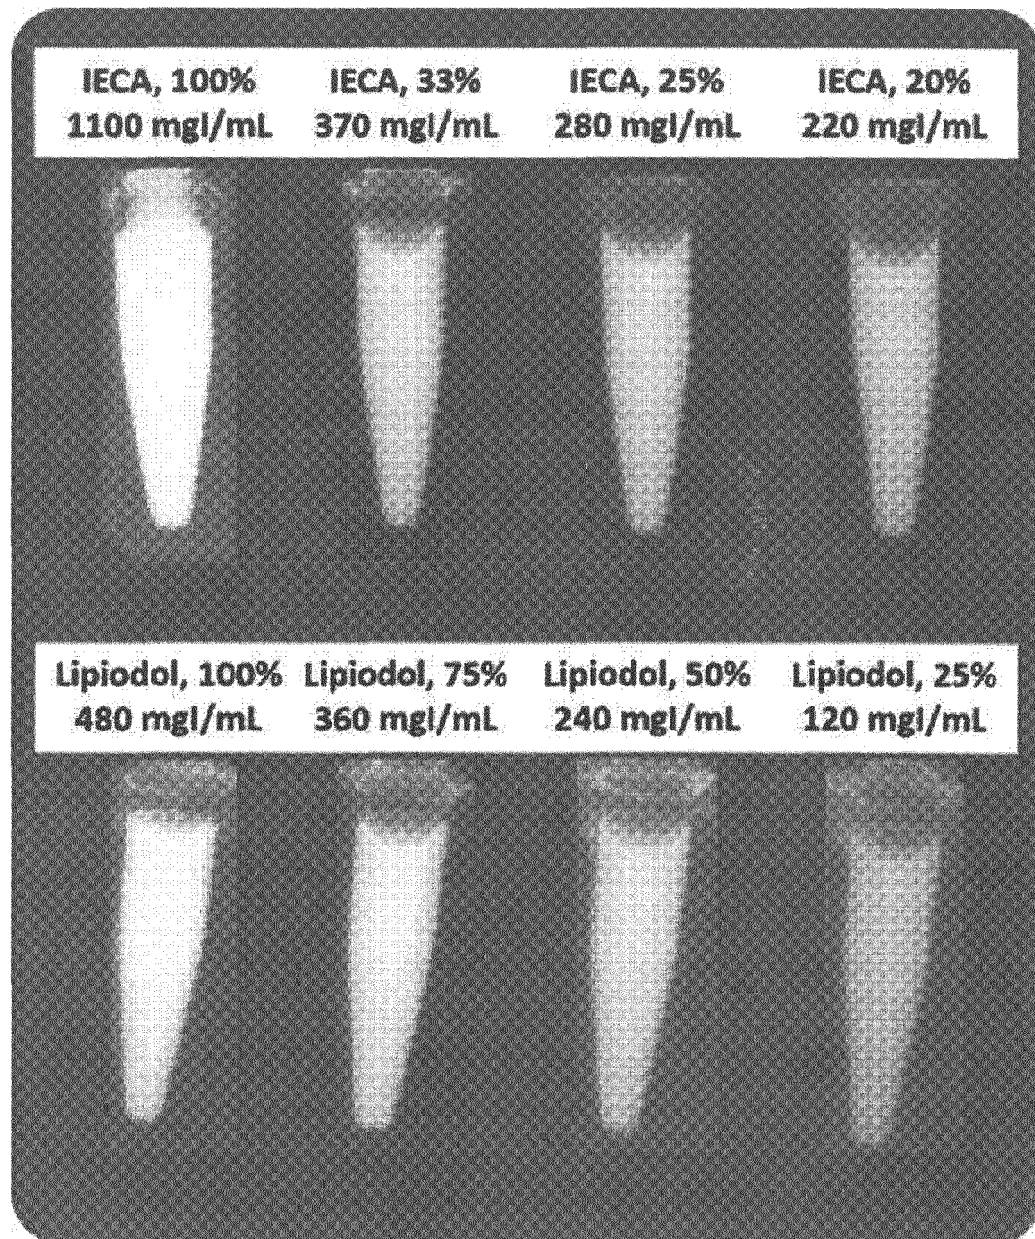 IECA, 100% IECA, 33% IECA, 25% IECA, 20%
1100 mgI/mL 370 mgI/mL 280 mgI/mL 220 mgI/mL
Lipiodol, 100% Lipiodol, 75% Lipiodol, 50% Lipiodol, 25%
480 mgI/mL 360 mgI/mL 240 mgI/mL 120 mgI/mL